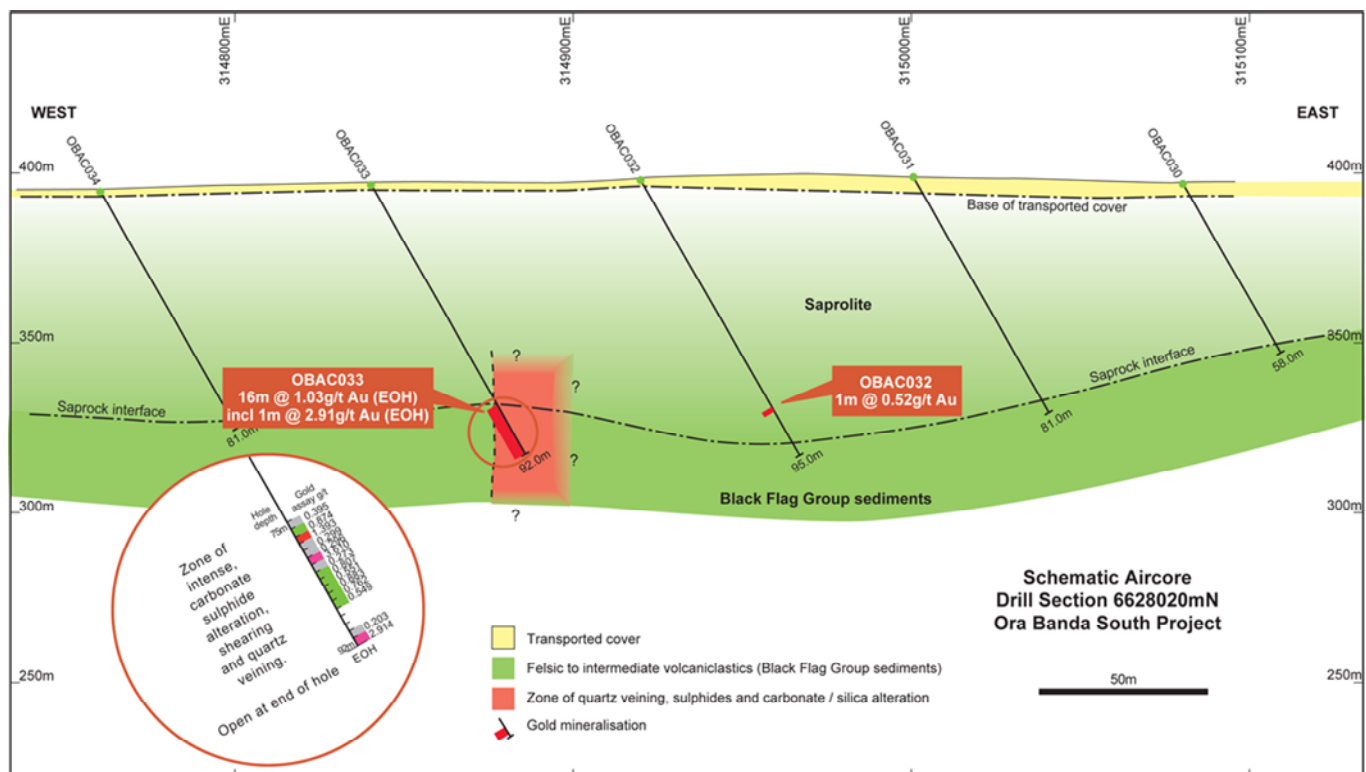 314800mE
314900mE
315000mE
315100mE
WEST
EAST
OBAC034
OBAC033
OBAC032
OBAC031
OBAC030
400m
400m
Base of transported cover
Saprolite
350m
350m
Saprock interface
Saprock interface
OBAC033
16m @ 1.03g/t Au (EOH)
incl 1m @ 2.91g/t Au (EOH)
OBAC032
1m @ 0.52g/t Au
?
?
?
?
81.0m
92.0m
95.0m
81.0m
58.0m
Black Flag Group sediments
300m
300m
250m
250m
Hole
depth
Gold
assay g/t
75m
0.395
0.874
1.393
0.549
0.203
2.914
92m
EOH
Zone of
intense,
carbonate
sulphide
alteration,
shearing
and quartz
veining.
Open at end of hole
Transported cover
Felsic to intermediate volcaniclastics (Black Flag Group sediments)
Zone of quartz veining, sulphides and carbonate / silica alteration
Gold mineralisation
Schematic Aircore
Drill Section 6628020mN
Ora Banda South Project
50m